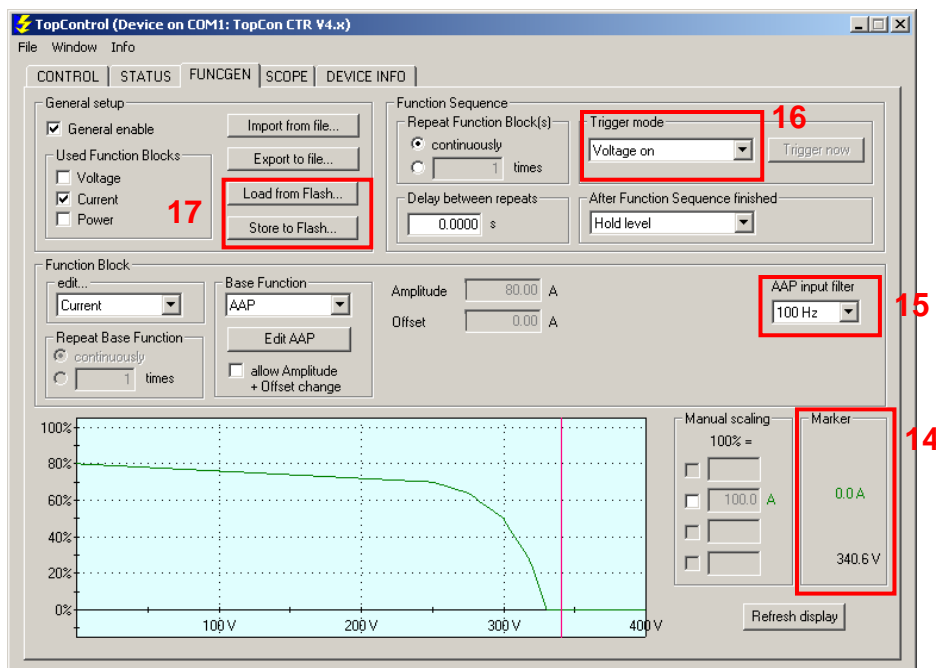 TopControl (Device on COM1: TopCon CTR V4.x)
File Window Info
CONTROL STATUS FUNCGEN SCOPE DEVICE INFO
General setup
General enable
Import from file...
Used Function Blocks
Voltage
Current
Power
Export to file...
Load from Flash...
Store to Flash...
17
Function Sequence
Repeat Function Block(s)
continuously
1 times
Trigger mode
Voltage on
Trigger now
16
Delay between repeats
0.0000 s
After Function Sequence finished
Hold level
Function Block
edit...
Current
Repeat Base Function
continuously
1 times
Base Function
AAP
Edit AAP
allow Amplitude
+ Offset change
Amplitude 80.00 A
Offset 0.00 A
AAP input filter
100 Hz
15
100%
80%
60%
40%
20%
0%
100 V 200 V 300 V 400 V
Manual scaling
100% =
100.0 A
Marker
0.0 A
340.6 V
14
Refresh display